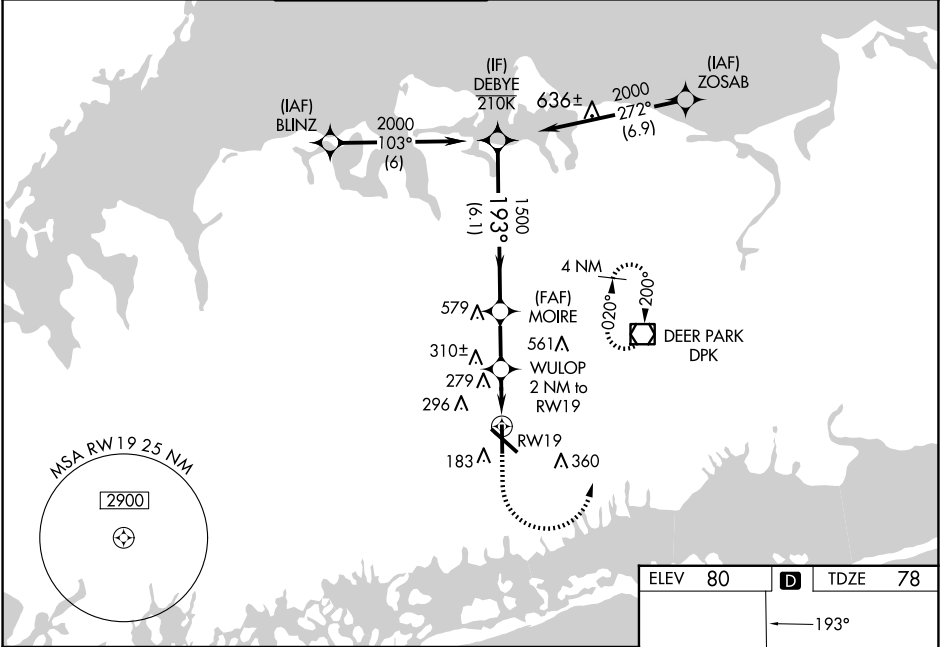 (IF)
DEBYE
210K
(IAF)
ZOSAB
636±
2000
272°
(6.9)
(IAF)
BLINZ
2000
103°
(6)
1500
193°
(6.1)
4 NM
020°
200°
DEER PARK
DPK
579
(FAF)
MOIRE
561
310±
WULOP
2 NM to
RW19
279
296
RW19
183
360
MSA RW19 25 NM
2900
ELEV 80
D
TDZE 78
193°